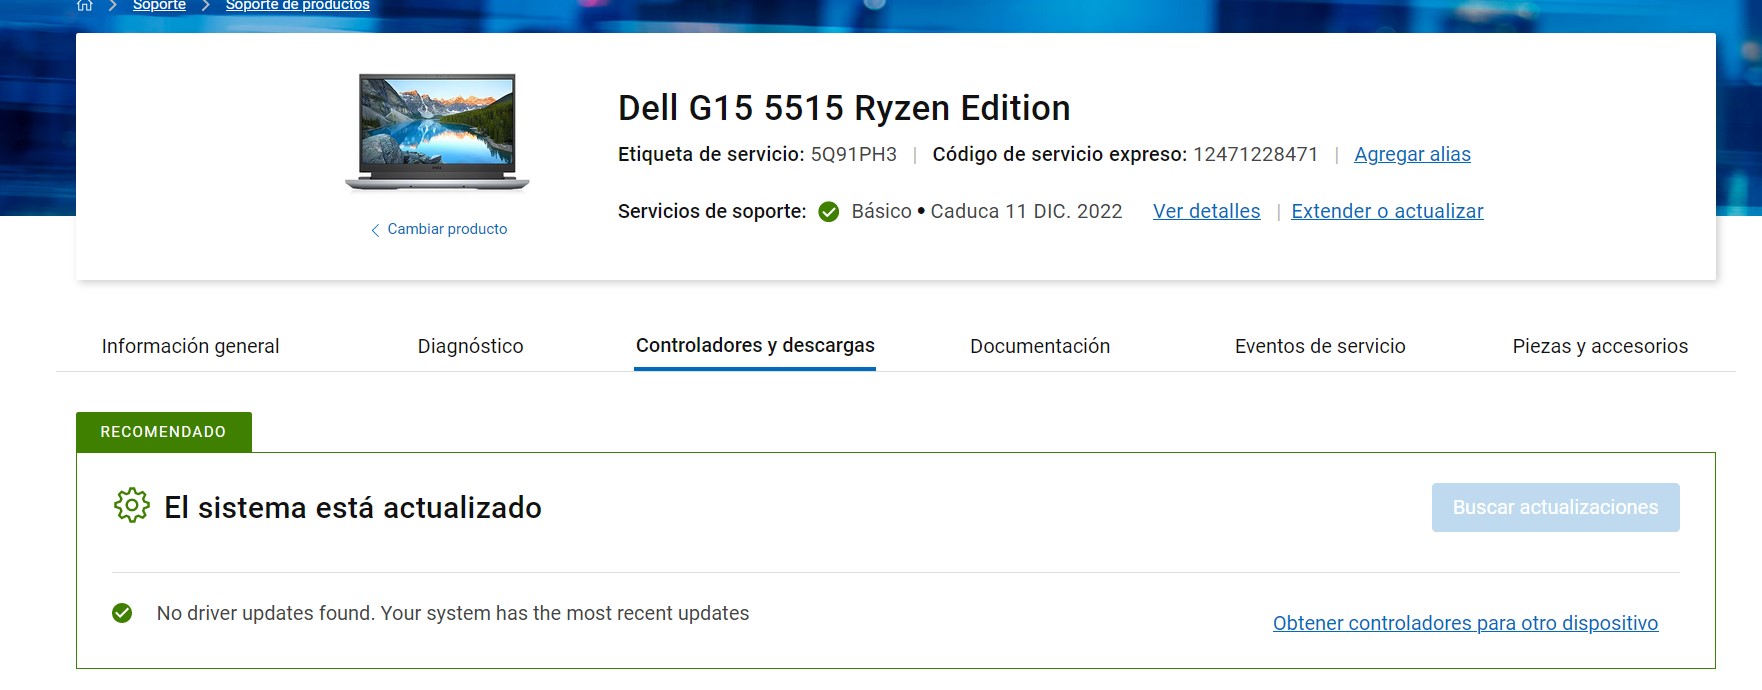 Soporte Soporte de productos
Dell G15 5515 Ryzen Edition
Etiqueta de servicio: 5Q91PH3 | Código de servicio expreso: 12471228471 | Agregar alias
Servicios de soporte: Básico • Caduca 11 DIC. 2022 Ver detalles | Extender o actualizar
Cambiar producto
Información general Diagnóstico Controladores y descargas Documentación Eventos de servicio Piezas y accesorios
RECOMENDADO
El sistema está actualizado Buscar actualizaciones
No driver updates found. Your system has the most recent updates
Obtener controladores para otro dispositivo